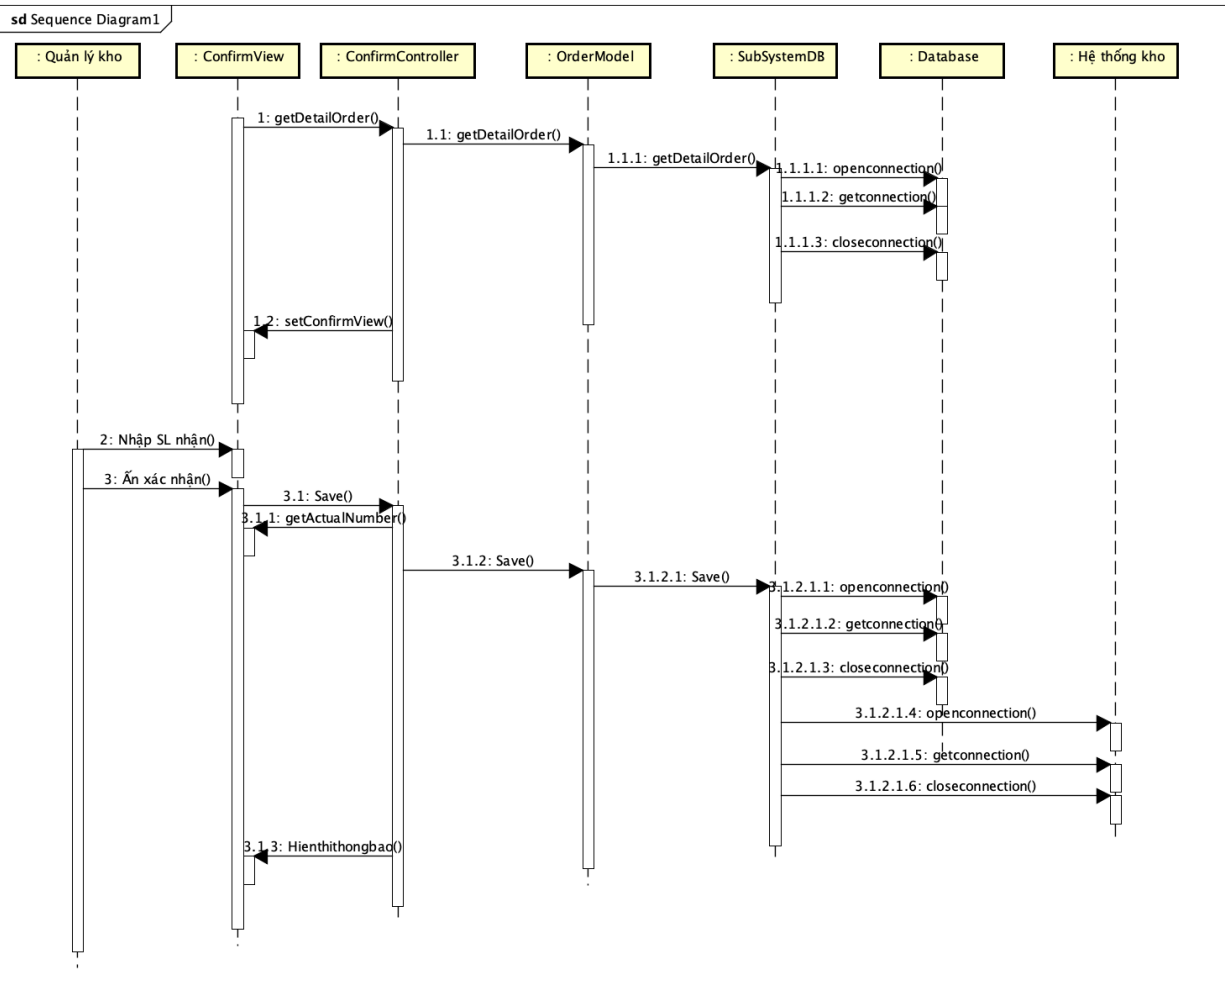 sd Sequence Diagram1
: Quản lý kho
: ConfirmView
: ConfirmController
: OrderModel
: SubSystemDB
: Database
: Hệ thống kho
1: getDetailOrder()
1.1: getDetailOrder()
1.1.1: getDetailOrder()
1.1.1.1: openconnection()
1.1.1.2: getconnection()
1.1.1.3: closeconnection()
1.2: setConfirmView()
2: Nhập SL nhận()
3: Ấn xác nhận()
3.1: Save()
3.1.1: getActualNumber()
3.1.2: Save()
3.1.2.1: Save()
3.1.2.1.1: openconnection()
3.1.2.1.2: getconnection()
3.1.2.1.3: closeconnection()
3.1.2.1.4: openconnection()
3.1.2.1.5: getconnection()
3.1.2.1.6: closeconnection()
3.1.3: Hienthithongbao()